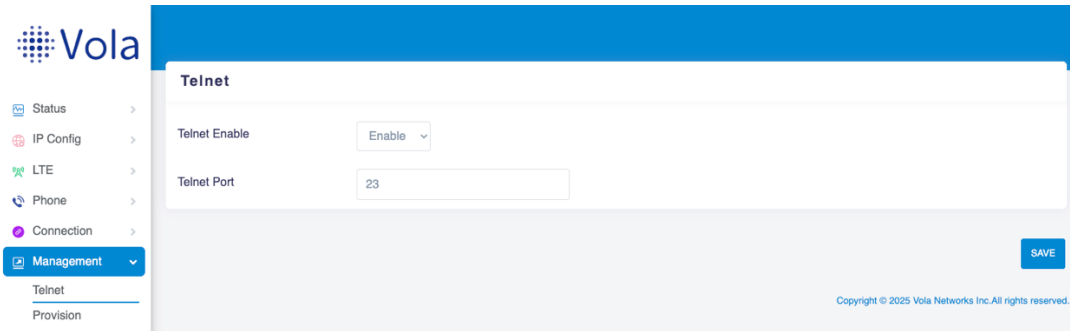 Vola
Status
IP Config
LTE
Phone
Connection
Management
Telnet
Provision
Telnet
Telnet Enable
Enable
Telnet Port
23
SAVE
Copyright © 2025 Vola Networks Inc.All rights reserved.